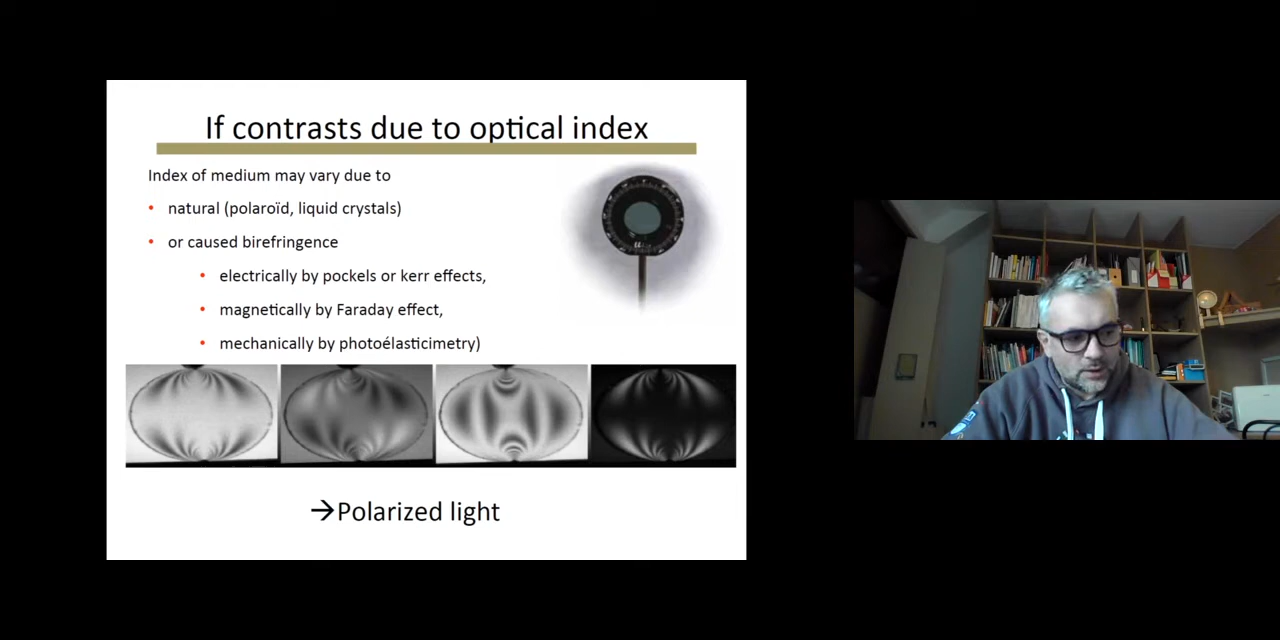 If contrasts due to optical index
Index of medium may vary due to
• natural (polaroïd, liquid crystals)
• or caused birefringence
• electrically by pockels or kerr effects,
• magnetically by Faraday effect,
• mechanically by photoélasticimetry)
→Polarized light